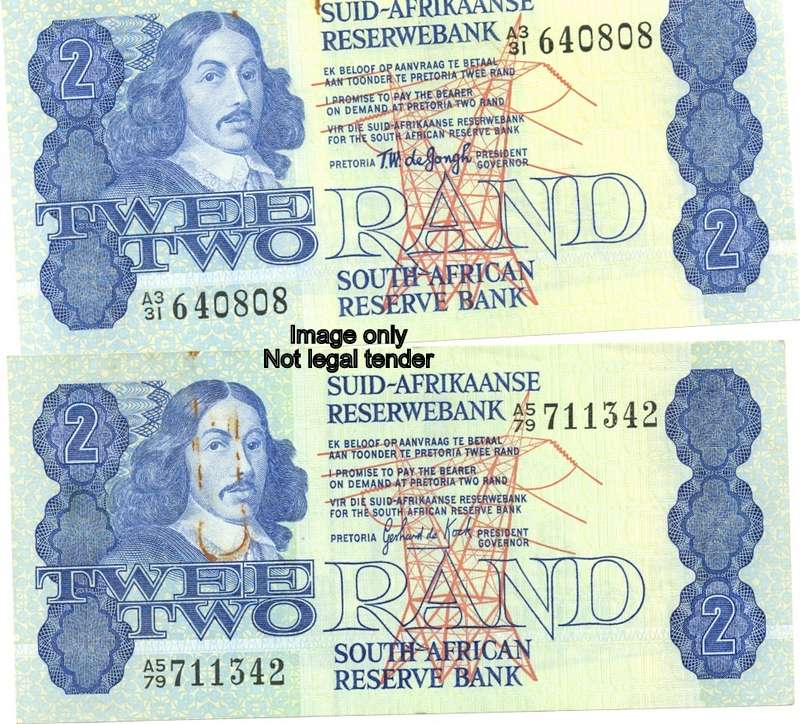 2
SUID-AFRIKAANSE
RESERWEBANK A3/31 640808
EK BELOOF OP AANVRAAG TE BETAAL
AAN TOONDER TE PRETORIA TWEE RAND
I PROMISE TO PAY THE BEARER
ON DEMAND AT PRETORIA TWO RAND
VIR DIE SUID-AFRIKAANSE RESERWEBANK
FOR THE SOUTH AFRICAN RESERVE BANK
PRETORIA T.W. de Jongh PRESIDENT
GOVERNOR
TWEE
TWO
RAND
2
SOUTH-AFRICAN
RESERVE BANK
A3/31 640808
Image only
Not legal tender
2
SUID-AFRIKAANSE
RESERWEBANK A5/79 711342
EK BELOOF OP AANVRAAG TE BETAAL
AAN TOONDER TE PRETORIA TWEE RAND
I PROMISE TO PAY THE BEARER
ON DEMAND AT PRETORIA TWO RAND
VIR DIE SUID-AFRIKAANSE RESERWEBANK
FOR THE SOUTH AFRICAN RESERVE BANK
PRETORIA Gerhard de Kock PRESIDENT
GOVERNOR
TWEE
TWO
RAND
2
SOUTH-AFRICAN
RESERVE BANK
A5/79 711342